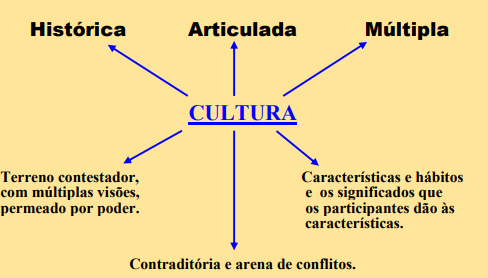 Histórica Articulada Múltipla
CULTURA
Terreno contestador,
com múltiplas visões,
permeado por poder.
Características e hábitos
e os significados que
os participantes dão às
características.
Contraditória e arena de conflitos.